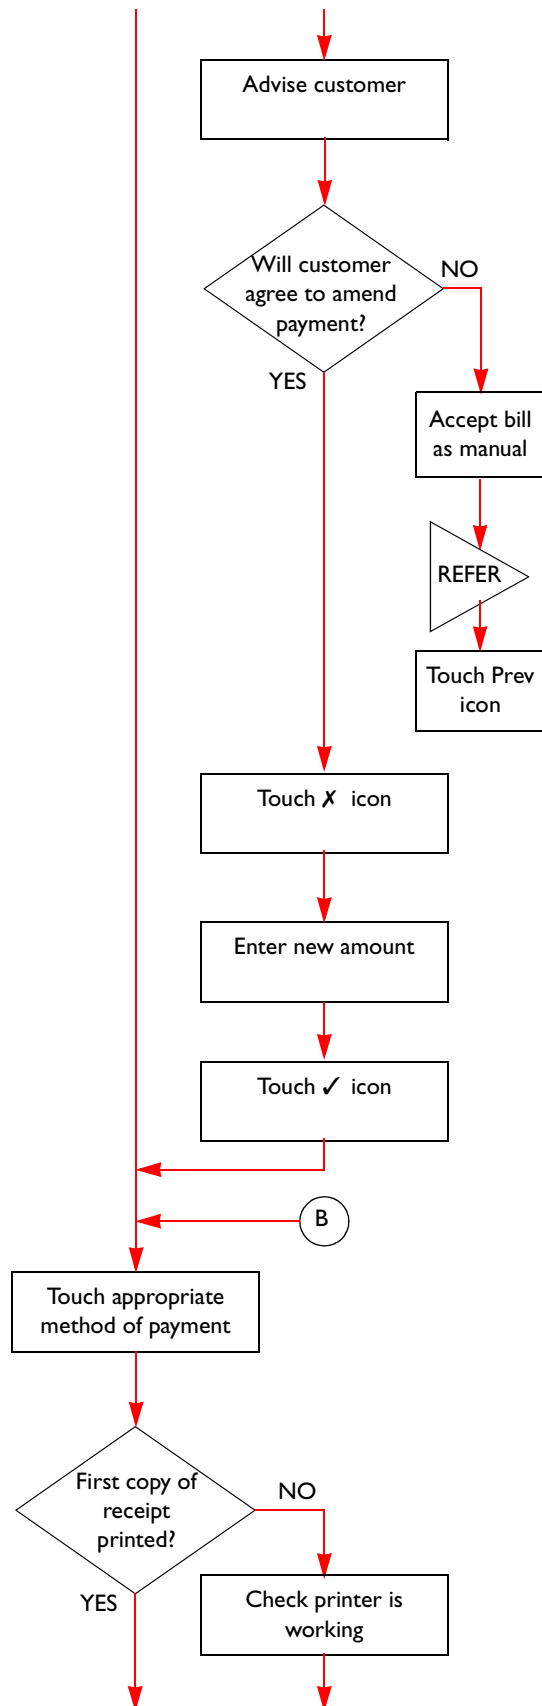 Advise customer
Will customer
agree to amend
payment?
NO
YES
Accept bill
as manual
REFER
Touch Prev
icon
Touch ✗ icon
Enter new amount
Touch ✓ icon
B
Touch appropriate
method of payment
First copy of
receipt
printed?
NO
YES
Check printer is
working